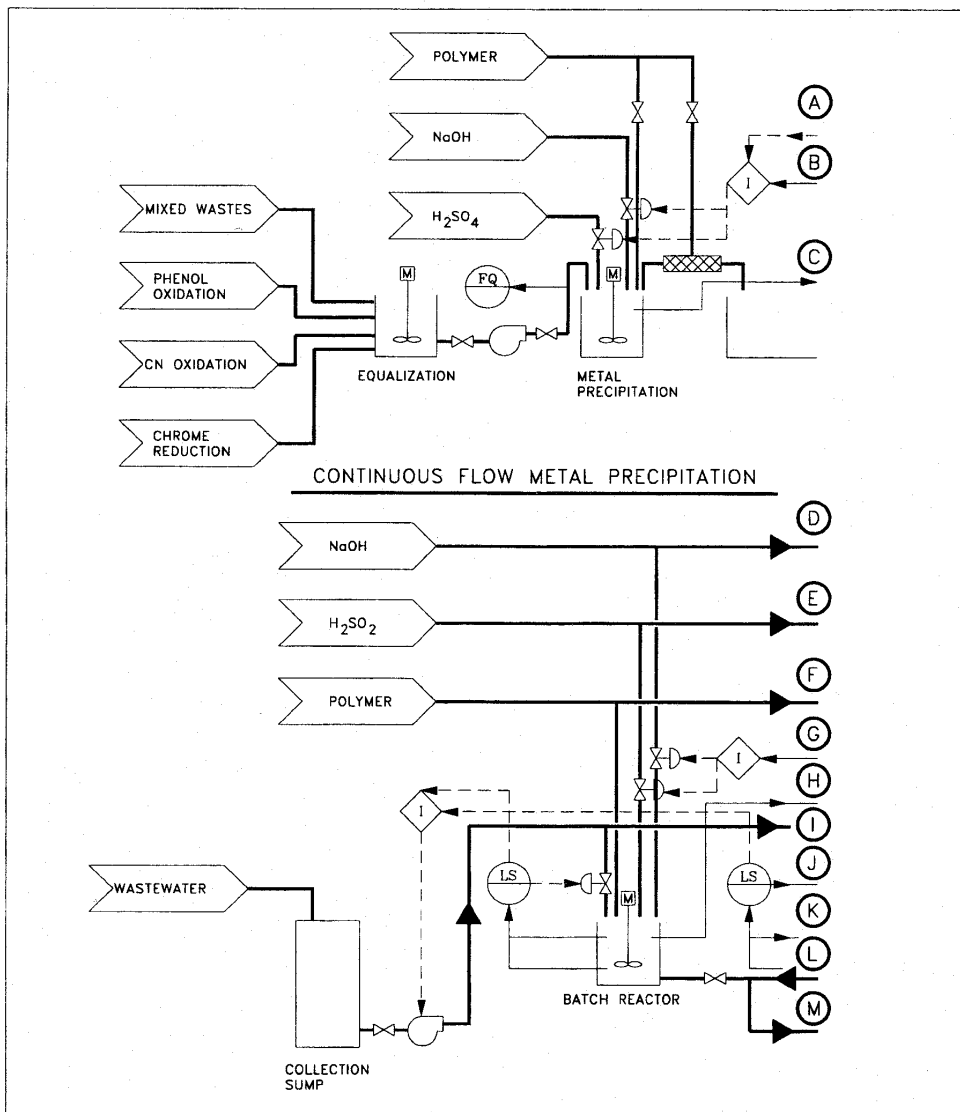 POLYMER
A
NaOH
B
I
MIXED WASTES
H2SO4
C
M
M
FQ
PHENOL
OXIDATION
CN OXIDATION
EQUALIZATION
METAL
PRECIPITATION
CHROME
REDUCTION
CONTINUOUS FLOW METAL PRECIPITATION
D
NaOH
E
H2SO2
F
POLYMER
G
I
H
I
I
J
LS
LS
WASTEWATER
M
K
L
BATCH REACTOR
M
COLLECTION
SUMP